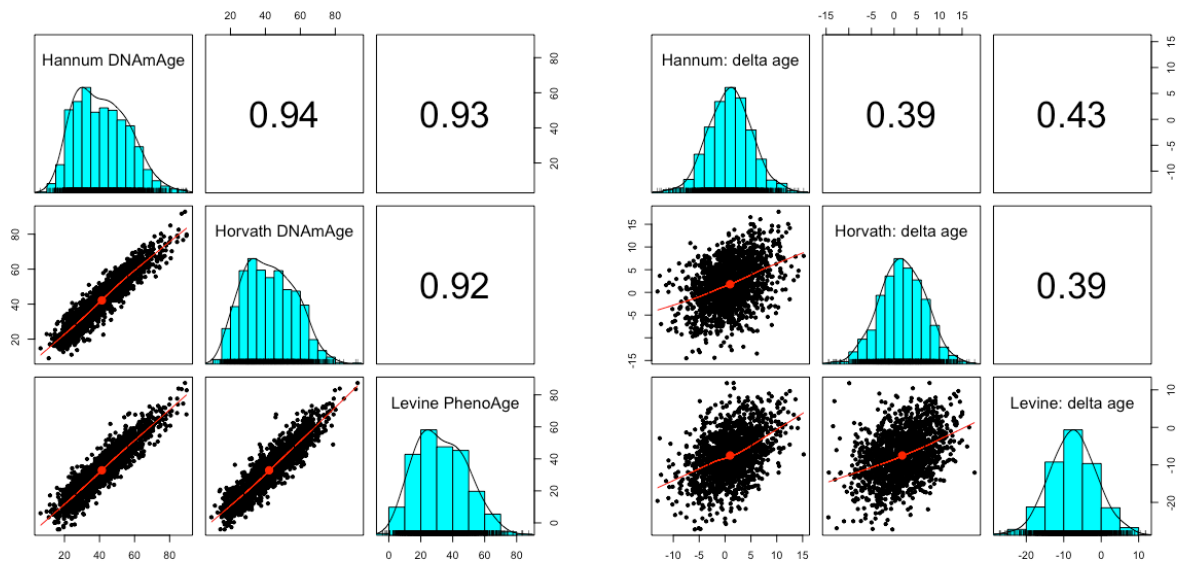 20 40 60 80
-15 -5 0 5 10
Hannum DNAmAge
0.94
0.93
20 40 60 80
Hannum: delta age
0.39
0.43
-10 -5 0 5 10 15
20 40 60 80
Horvath DNAmAge
0.92
-15 -5 0 5 10 15
Horvath: delta age
0.39
Levine PhenoAge
0 20 40 60 80
Levine: delta age
-20 -10 0 10
20 40 60 80
0 20 40 60 80
-10 -5 0 5 10 15
-20 -10 0 10